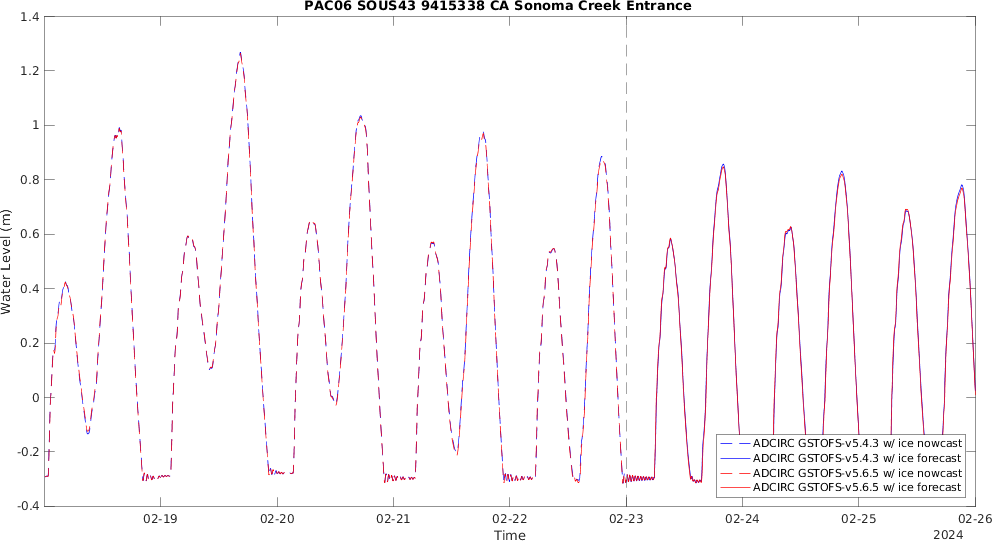 PAC06 SOUS43 9415338 CA Sonoma Creek Entrance
Water Level (m)
1.4
1.2
1
0.8
0.6
0.4
0.2
0
-0.2
-0.4
ADCIRC GSTOFS-v5.4.3 w/ ice nowcast
ADCIRC GSTOFS-v5.4.3 w/ ice forecast
ADCIRC GSTOFS-v5.6.5 w/ ice nowcast
ADCIRC GSTOFS-v5.6.5 w/ ice forecast
02-19 02-20 02-21 02-22 02-23 02-24 02-25 02-26
Time
2024